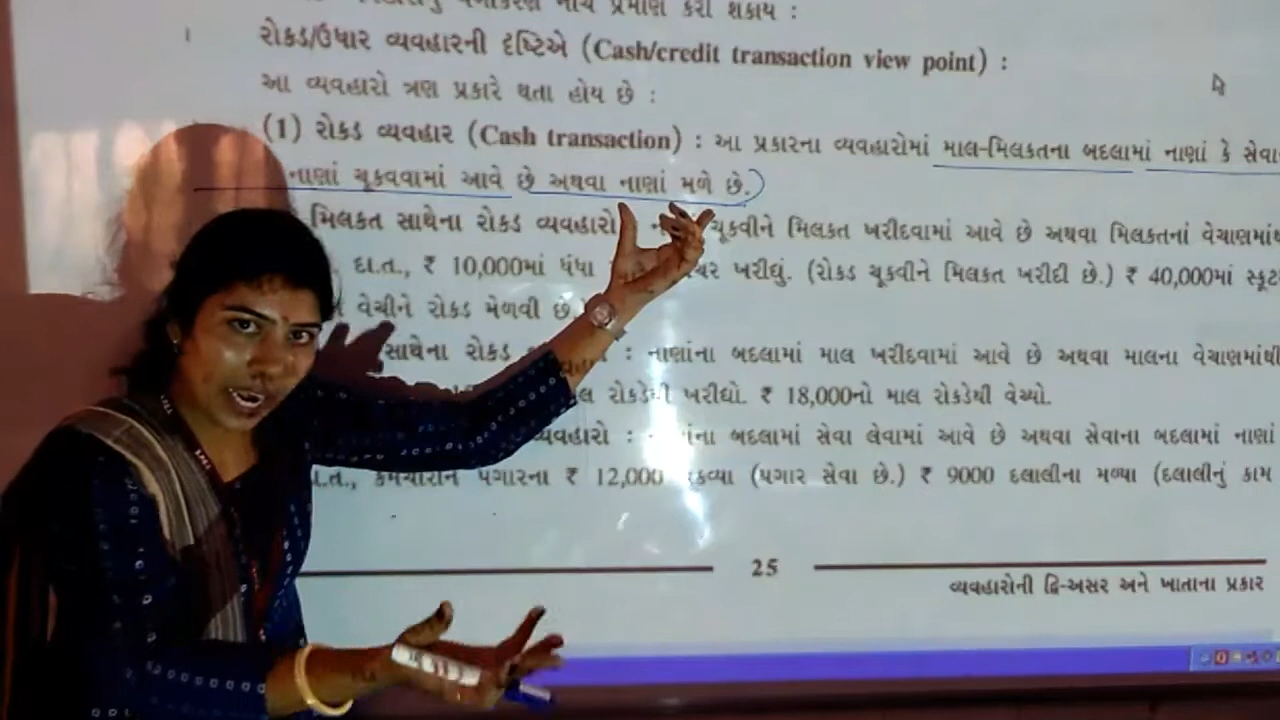 પ્રમાણે કરી શકાય :
રોકડ/ઉધાર વ્યવહારની દૃષ્ટિએ (Cash/credit transaction view point) :
આ વ્યવહારો ત્રણ પ્રકારે થતા હોય છે :
(1) રોકડ વ્યવહાર (Cash transaction) : આ પ્રકારના વ્યવહારોમાં માલ-મિલકતના બદલામાં નાણાં કે સેવા
નાણાં ચૂકવવામાં આવે છે અથવા નાણાં મળે છે.
મિલકત સાથેના રોકડ વ્યવહારો ચૂકવીને મિલકત ખરીદવામાં આવે છે અથવા મિલકતનાં વેચાણમાંથી
દા.ત., ₹ 10,000માં ધંધા ખરીધું. (રોકડ ચૂકવીને મિલકત ખરીદી છે.) ₹ 40,000માં
વેચીને રોકડ મેળવી છે.
સાથેના રોકડ : નાણાંના બદલામાં માલ ખરીદવામાં આવે છે અથવા માલના વેચાણમાંથી
રોકડેથી ખરીદ્યો. ₹ 18,000નો માલ રોકડેથી વેચ્યો.
વ્યવહારો : બદલામાં સેવા લેવામાં આવે છે અથવા સેવાના બદલામાં નાણાં
કર્મચારીને પગારના ₹ 12,000 (પગાર સેવા છે.) ₹ 9000 દલાલીના મળ્યા (દલાલીનું કામ
25
વ્યવહારોની દ્વિ-અસર અને ખાતાના પ્રકાર